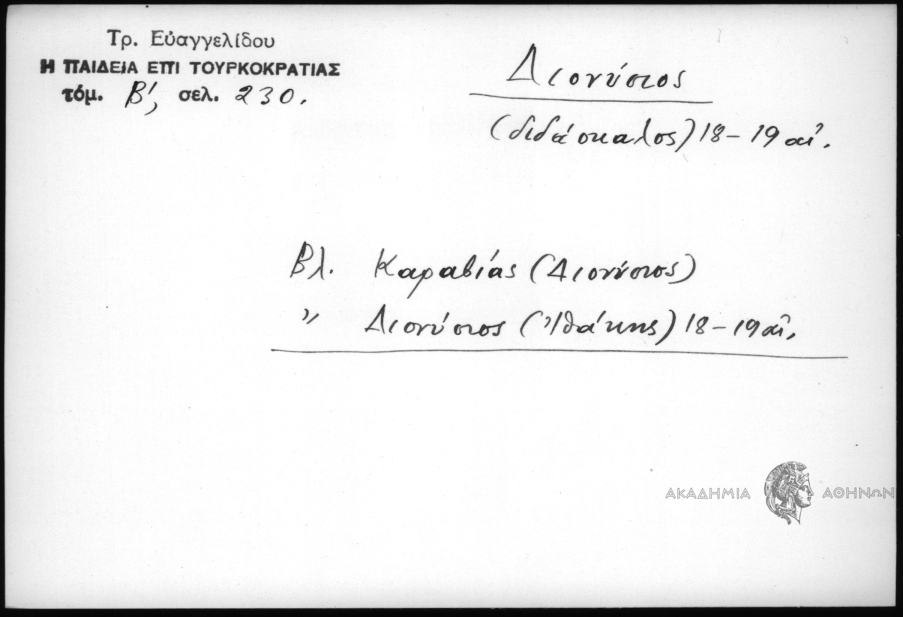 Τρ. Εὐαγγελίδου
Η ΠΑΙΔΕΙΑ ΕΠΙ ΤΟΥΡΚΟΚΡΑΤΙΑΣ
τόμ. Β', σελ. 230.
Διονύσιος
(διδάσκαλος) 18-19 αἰ.
Βλ. Καραβίας (Διονύσιος)
" Διονύσιος (Ἰθάκης) 18-19 αἰ.
ΑΚΑΔΗΜΙΑ ΑΘΗΝΩΝ